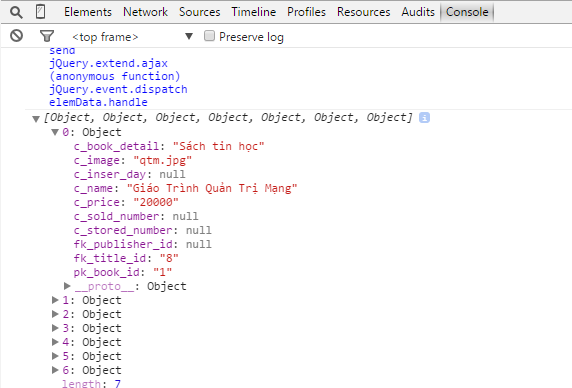 Elements Network Sources Timeline Profiles Resources Audits Console
<top frame> ▼ Preserve log
send
jQuery.extend.ajax
(anonymous function)
jQuery.event.dispatch
elemData.handle
▼ [Object, Object, Object, Object, Object, Object, Object] i
▼ 0: Object
c_book_detail: "Sách tin học"
c_image: "qtm.jpg"
c_inser_day: null
c_name: "Giáo Trình Quản Trị Mạng"
c_price: "20000"
c_sold_number: null
c_stored_number: null
fk_publisher_id: null
fk_title_id: "8"
pk_book_id: "1"
▶ __proto__: Object
▶ 1: Object
▶ 2: Object
▶ 3: Object
▶ 4: Object
▶ 5: Object
▶ 6: Object
length: 7